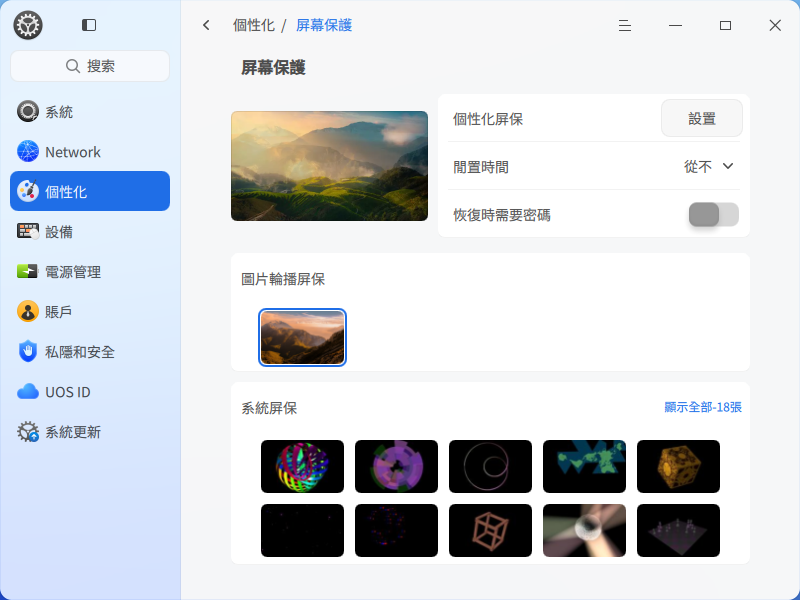 個性化 / 屏幕保護
搜索
系統
Network
個性化
設備
電源管理
賬戶
私隱和安全
UOS ID
系統更新
屏幕保護
個性化屏保
設置
閒置時間
從不
恢復時需要密碼
圖片輪播屏保
系統屏保
顯示全部-18張